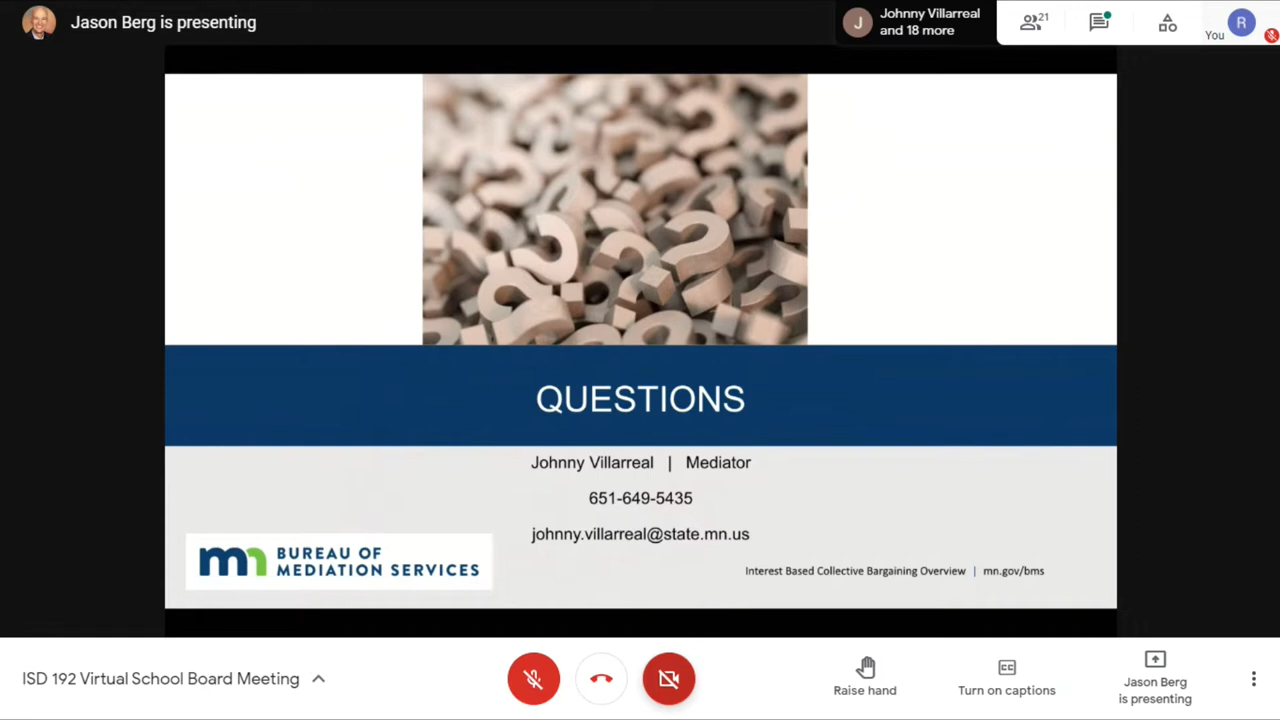 Jason Berg is presenting
Johnny Villarreal
and 18 more
J
21
You
R
QUESTIONS
Johnny Villarreal | Mediator
651-649-5435
johnny.villarreal@state.mn.us
mn BUREAU OF
MEDIATION SERVICES
Interest Based Collective Bargaining Overview | mn.gov/bms
ISD 192 Virtual School Board Meeting
Raise hand
CC
Turn on captions
Jason Berg
is presenting